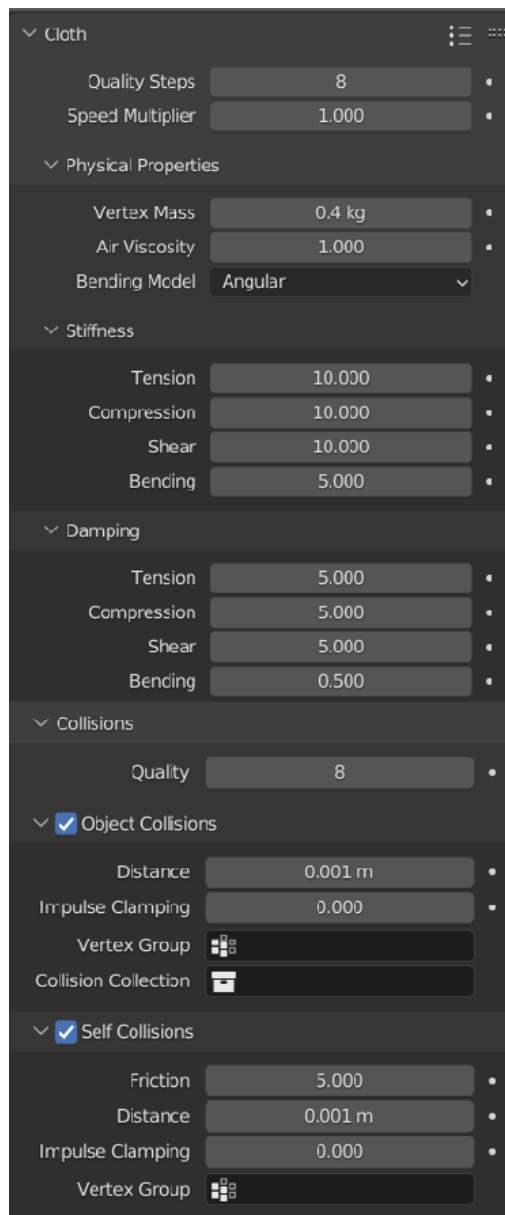 Cloth
Quality Steps 8
Speed Multiplier 1.000
Physical Properties
Vertex Mass 0.4 kg
Air Viscosity 1.000
Bending Model Angular
Stiffness
Tension 10.000
Compression 10.000
Shear 10.000
Bending 5.000
Damping
Tension 5.000
Compression 5.000
Shear 5.000
Bending 0.500
Collisions
Quality 8
Object Collisions
Distance 0.001 m
Impulse Clamping 0.000
Vertex Group
Collision Collection
Self Collisions
Friction 5.000
Distance 0.001 m
Impulse Clamping 0.000
Vertex Group